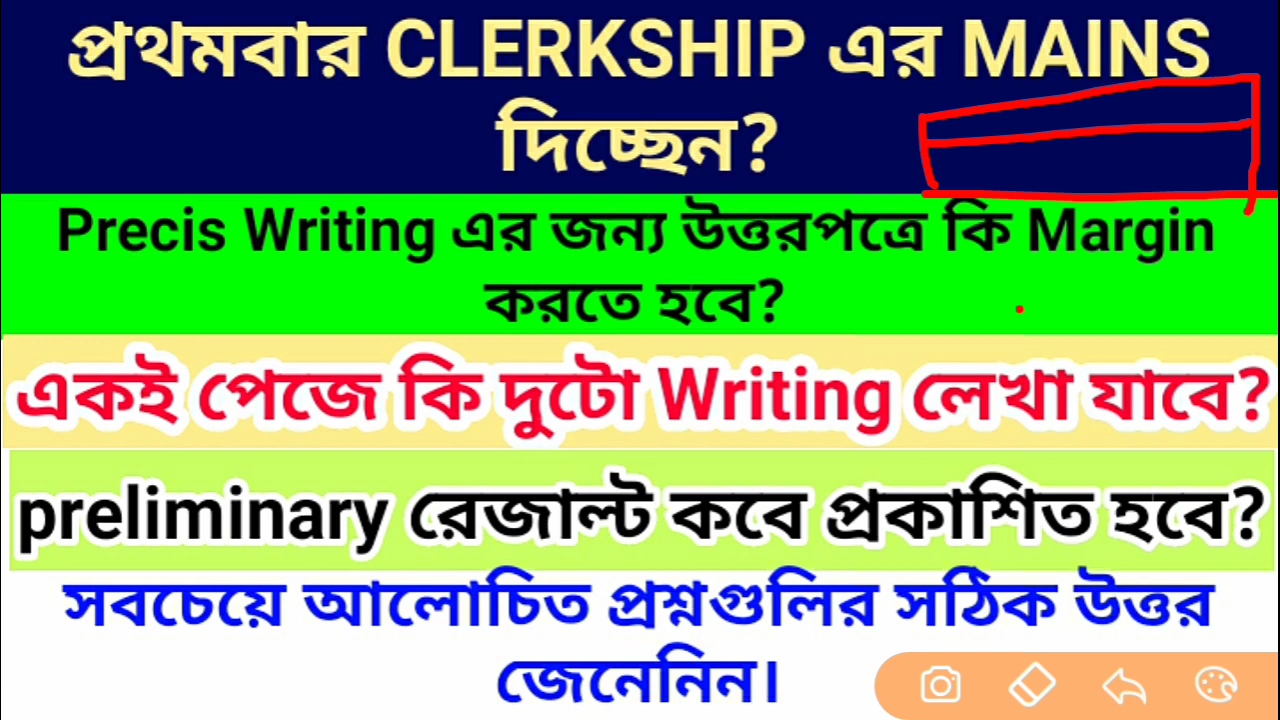 প্রথমবার CLERKSHIP এর MAINS
দিচ্ছেন?
Precis Writing এর জন্য উত্তরপত্রে কি Margin
করতে হবে?
একই পেজে কি দুটো Writing লেখা যাবে?
preliminary রেজাল্ট কবে প্রকাশিত হবে?
সবচেয়ে আলোচিত প্রশ্নগুলির সঠিক উত্তর
জেনেনিন।